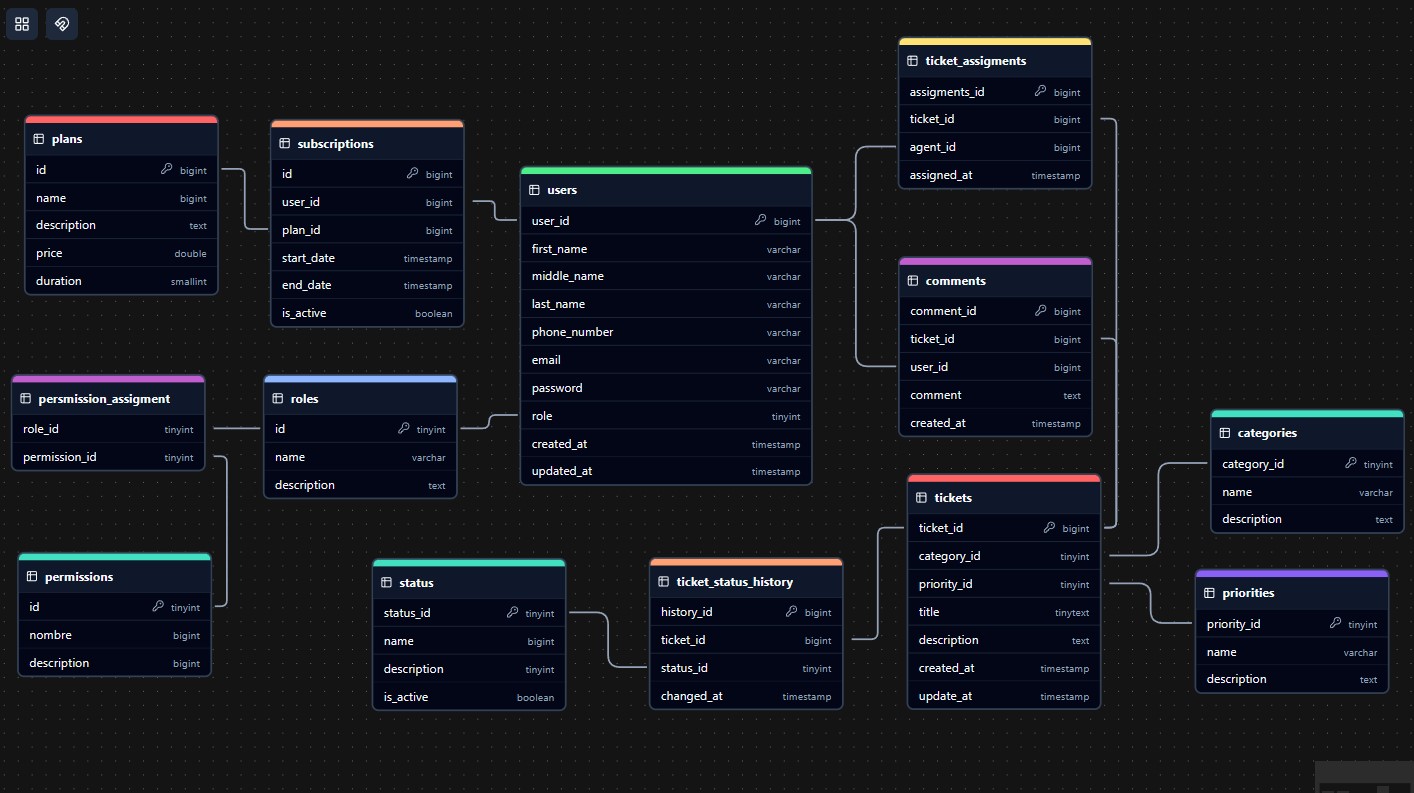 plans
id bigint
name bigint
description text
price double
duration smallint
subscriptions
id bigint
user_id bigint
plan_id bigint
start_date timestamp
end_date timestamp
is_active boolean
users
user_id bigint
first_name varchar
middle_name varchar
last_name varchar
phone_number varchar
email varchar
password varchar
role tinyint
created_at timestamp
updated_at timestamp
ticket_assigments
assigments_id bigint
ticket_id bigint
agent_id bigint
assigned_at timestamp
comments
comment_id bigint
ticket_id bigint
user_id bigint
comment text
created_at timestamp
persmission_assigment
role_id tinyint
permission_id tinyint
roles
id tinyint
name varchar
description text
categories
category_id tinyint
name varchar
description text
tickets
ticket_id bigint
category_id tinyint
priority_id tinyint
title tinytext
description text
created_at timestamp
update_at timestamp
permissions
id tinyint
nombre bigint
description bigint
status
status_id tinyint
name bigint
description tinyint
is_active boolean
ticket_status_history
history_id bigint
ticket_id bigint
status_id tinyint
changed_at timestamp
priorities
priority_id tinyint
name varchar
description text